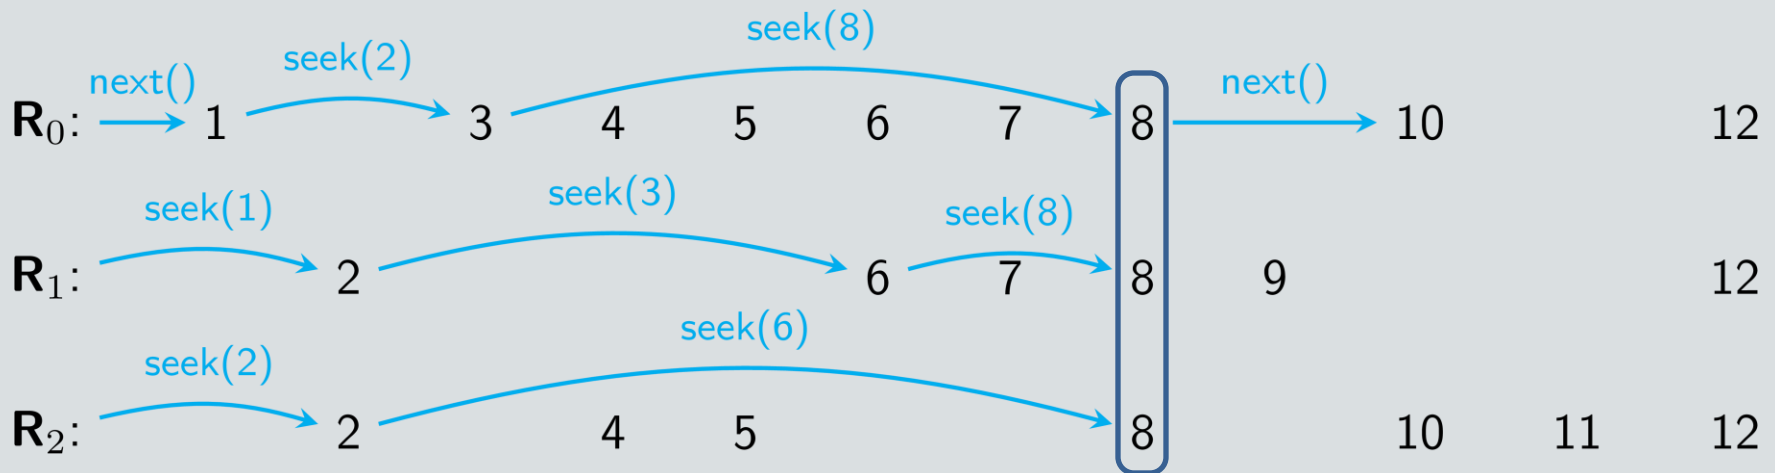 seek(8)
next() seek(2) next()
R₀: 1 3 4 5 6 7 8 10 12
seek(1) seek(3) seek(8)
R₁: 2 6 7 8 9 12
seek(2) seek(6)
R₂: 2 4 5 8 10 11 12